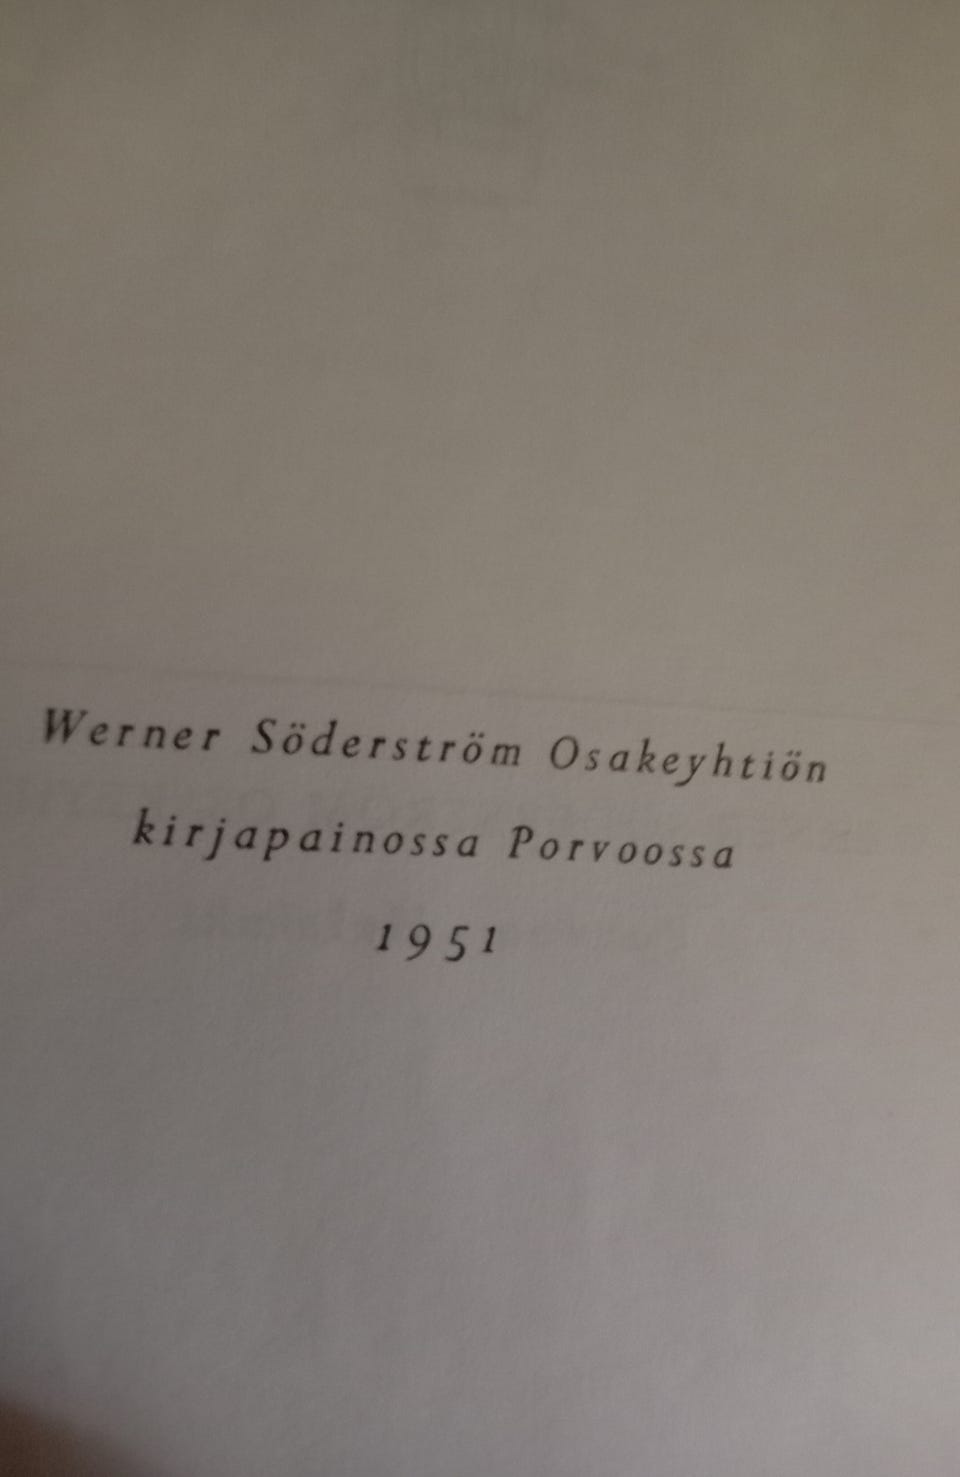 Werner Söderström Osakeyhtiön
kirjapainossa Porvoossa
1951